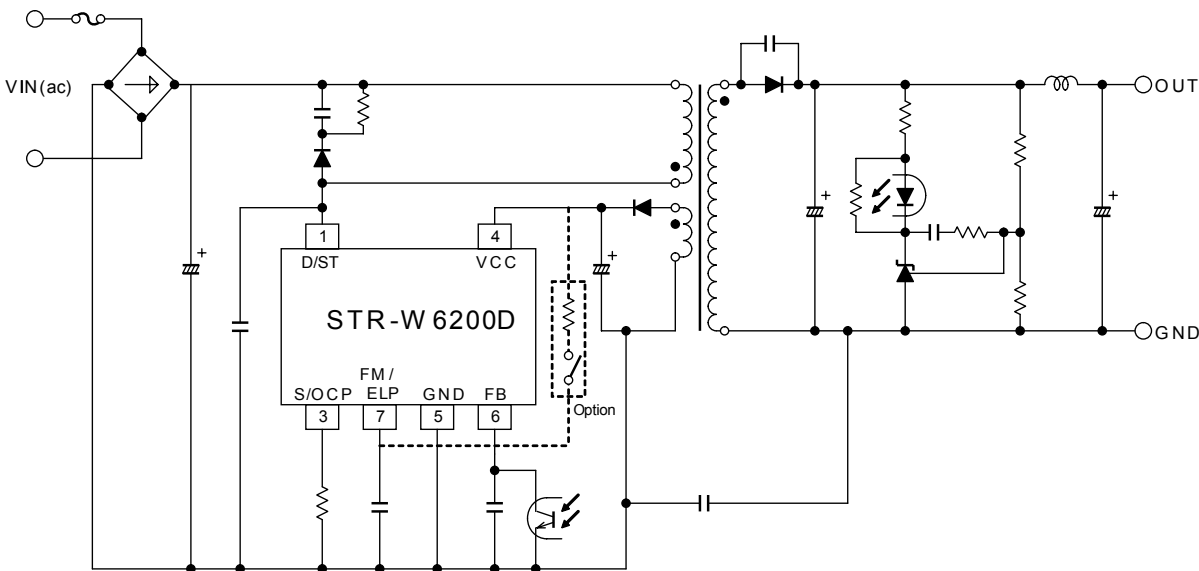 VIN(ac)
OUT
+
+
+
+
1
4
D/ST
VCC
STR-W 6200D
GND
FM /
S/OCP
ELP
GND
FB
3
7
5
6
Option